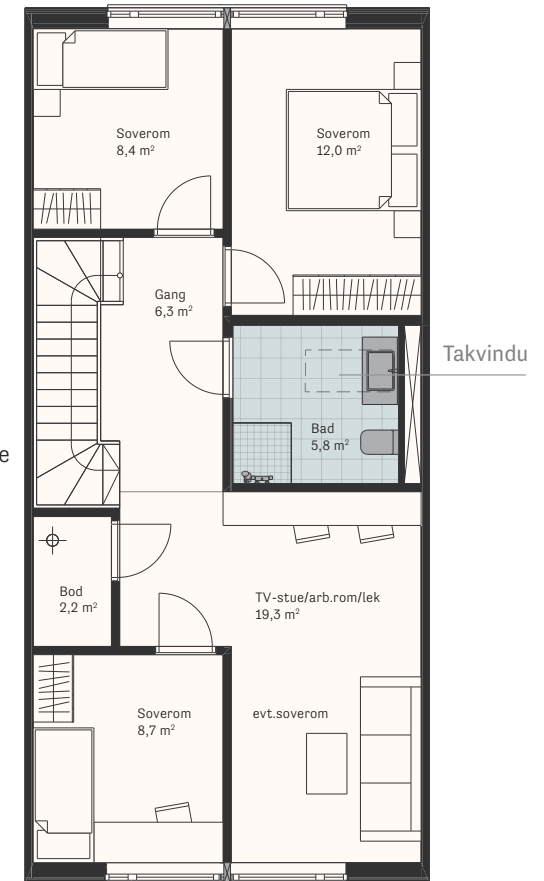 Soverom
8,4 m²
Soverom
12,0 m²
Gang
6,3 m²
Takvindu
Bad
5,8 m²
e
TV-stue/arb.rom/lek
19,3 m²
Bod
2,2 m²
Soverom
8,7 m²
evt.soverom